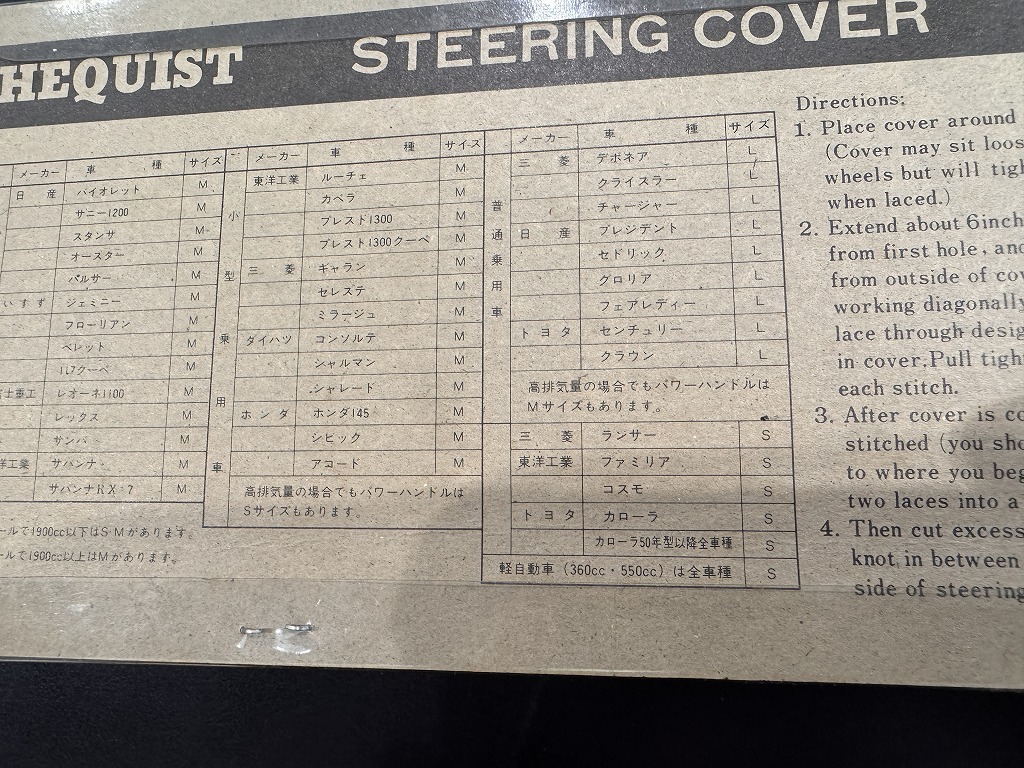 HEQUIST STEERING COVER
メーカー 車種 サイズ
日産 バイオレット M
サニー1200 M
スタンザ M
オースター M
パルサー M
いすゞ ジェミニー M
フローリアン M
ベレット M
117クーペ M
士重工 レオーネ1100 M
レックス M
サンバー M
洋工業 サバンナ M
サバンナRX-7 M
ールで1900cc以下はS・Mがあります。
ールで1900cc以上はMがあります。
小型乗用車
メーカー 車種 サイズ
東洋工業 ルーチェ M
カペラ M
プレスト1300 M
プレスト1300クーペ M
三菱 ギャラン M
セレステ M
ミラージュ M
ダイハツ コンソルテ M
シャルマン M
シャレード M
ホンダ ホンダ145 M
シビック M
アコード M
高排気量の場合でもパワーハンドルは
Sサイズもあります。
普通乗用車
メーカー 車種 サイズ
三菱 デボネア L
クライスラー L
チャージャー L
日産 プレジデント L
セドリック L
グロリア L
フェアレディー L
トヨタ センチュリー L
クラウン L
高排気量の場合でもパワーハンドルは
Mサイズもあります。
三菱 ランサー S
東洋工業 ファミリア S
コスモ S
トヨタ カローラ S
カローラ50年型以降全車種 S
軽自動車（360cc・550cc）は全車種 S
Directions:
1. Place cover around
(Cover may sit loos
wheels but will tigh
when laced.)
2. Extend about 6inch
from first hole, and
from outside of cov
working diagonally
lace through desig
in cover. Pull tight
each stitch.
3. After cover is co
stitched (you sho
to where you beg
two laces into a
4. Then cut excess
knot in between
side of steering